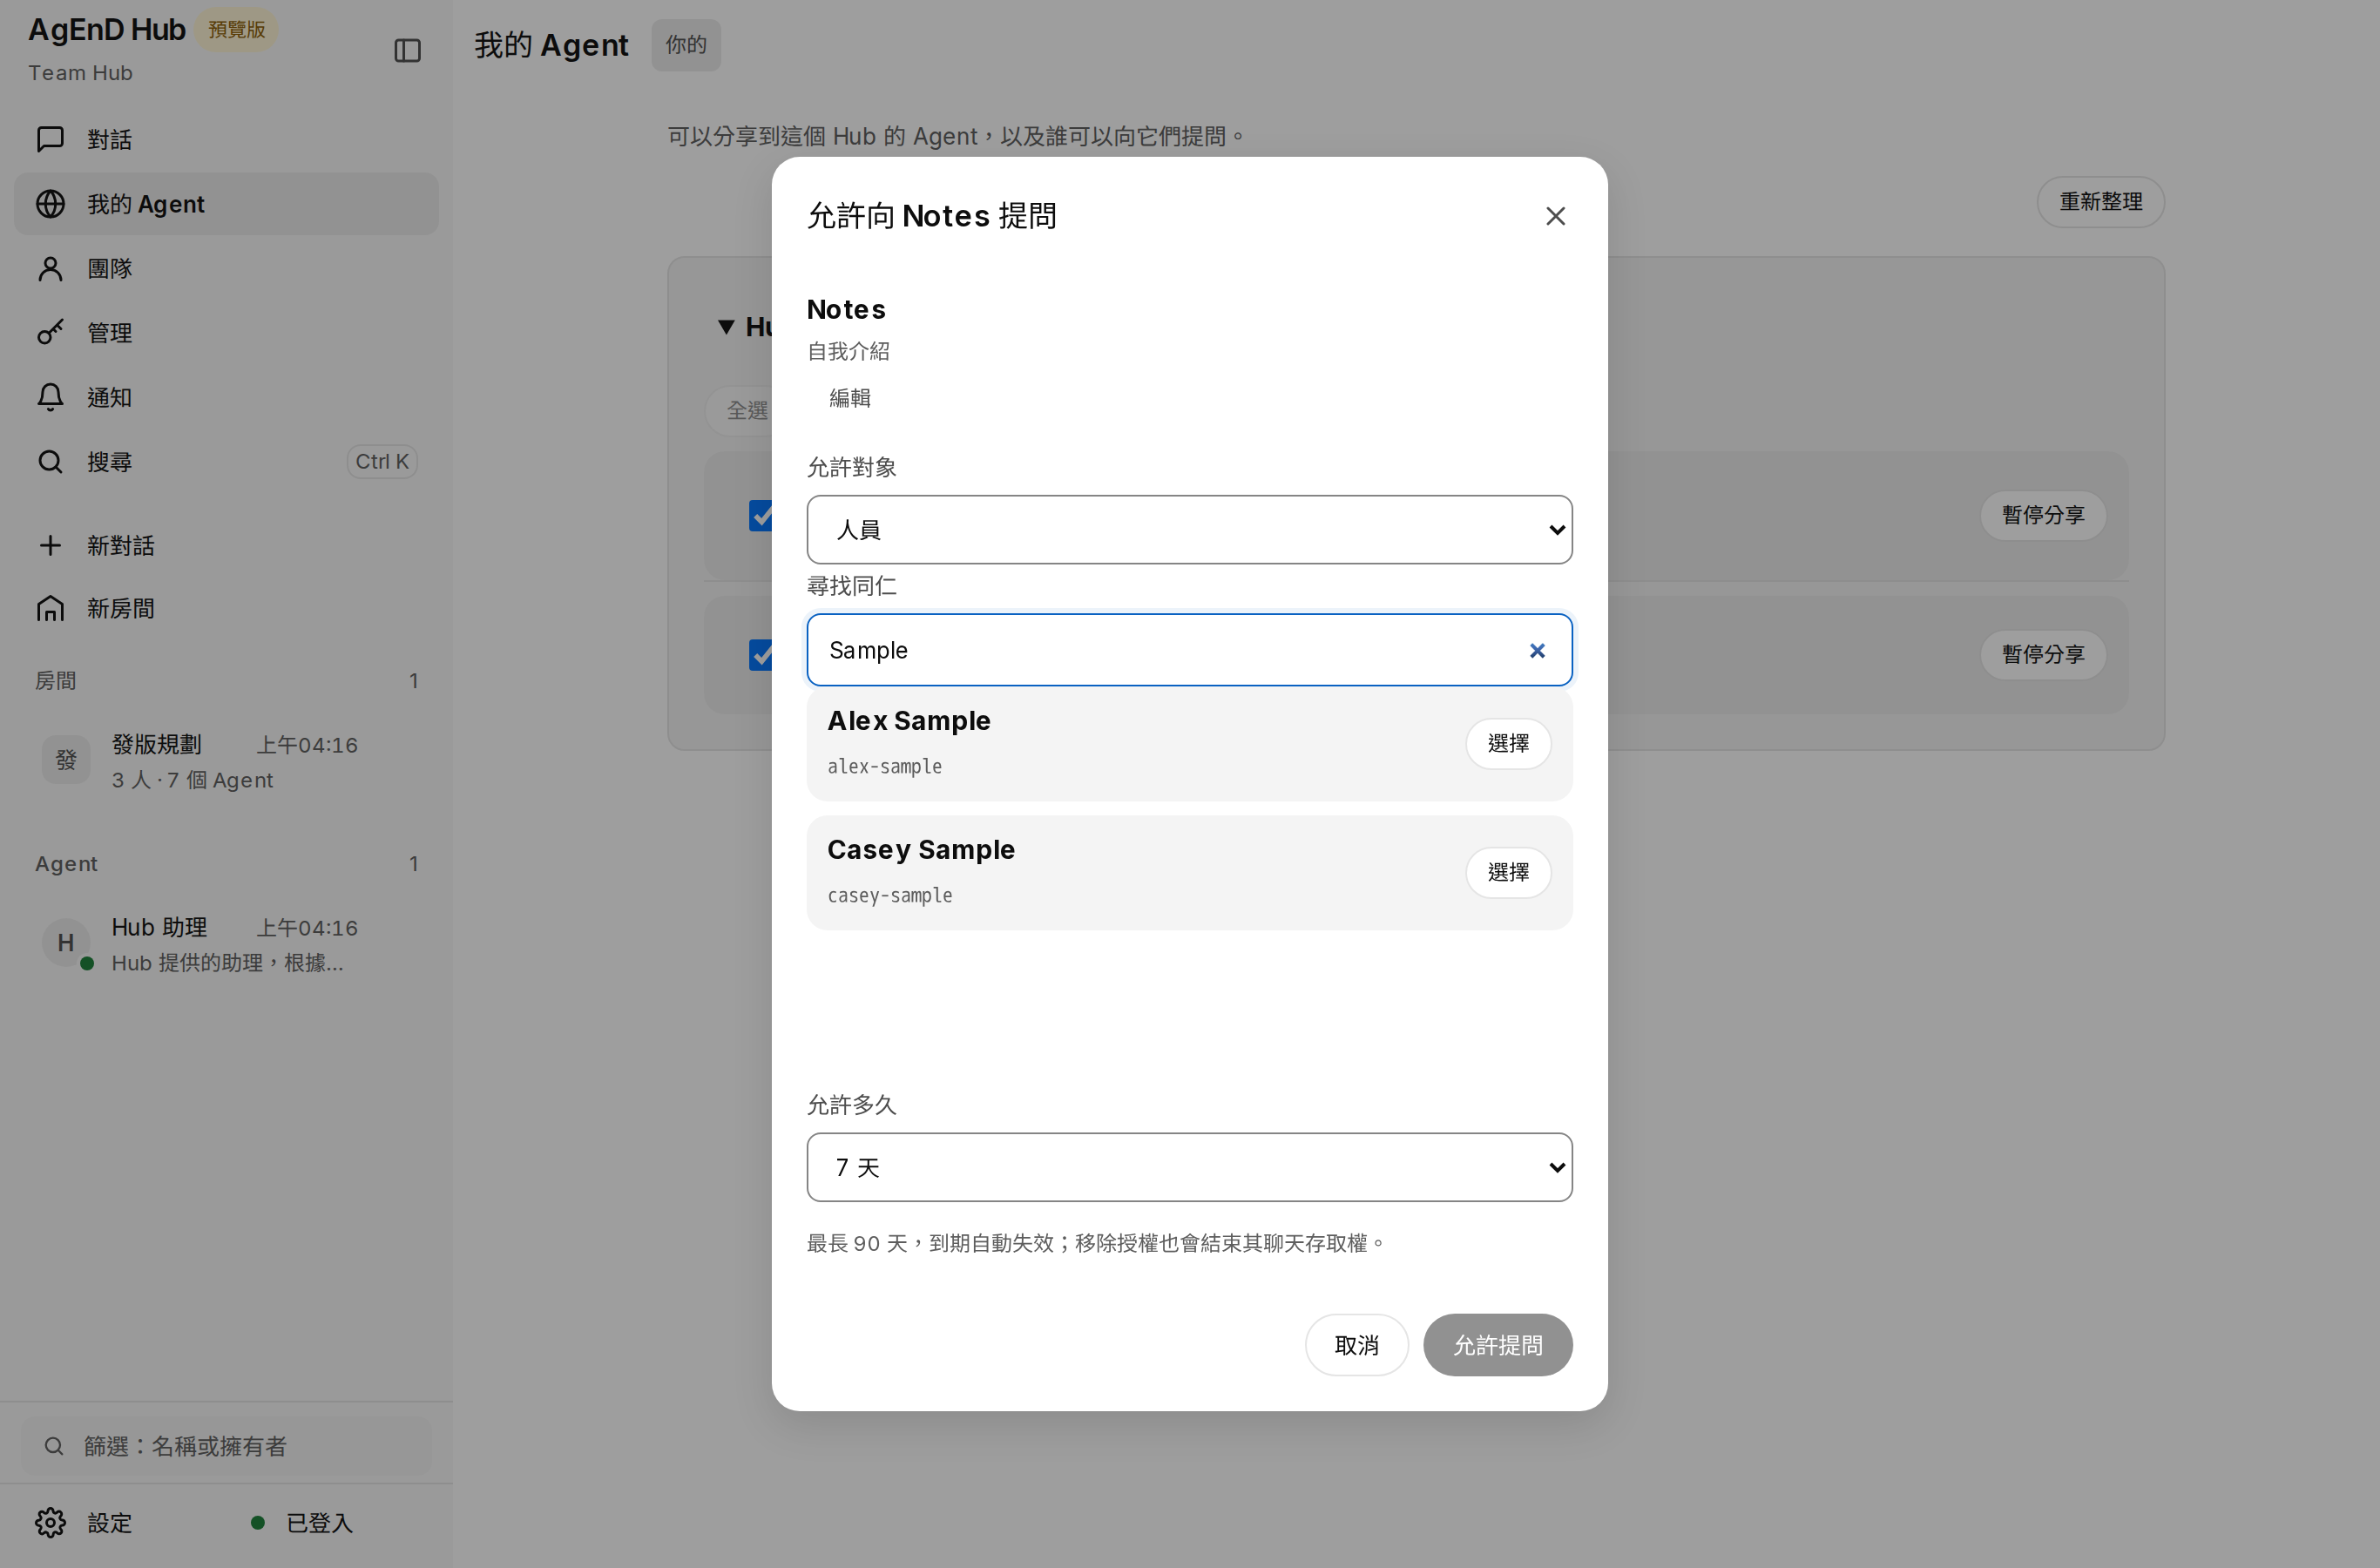 AgEnD Hub 預覽版
Team Hub
對話
我的 Agent
團隊
管理
通知
搜尋 Ctrl K
新對話
新房間
房間 1
發 發版規劃 上午04:16
3 人 · 7 個 Agent
Agent 1
H Hub 助理 上午04:16
Hub 提供的助理，根據...
篩選：名稱或擁有者
設定 已登入
我的 Agent 你的
可以分享到這個 Hub 的 Agent，以及誰可以向它們提問。
重新整理
全選
暫停分享
暫停分享
允許向 Notes 提問
Notes
自我介紹
編輯
允許對象
人員
尋找同仁
Sample
Alex Sample
alex-sample
選擇
Casey Sample
casey-sample
選擇
允許多久
7 天
最長 90 天，到期自動失效；移除授權也會結束其聊天存取權。
取消 允許提問